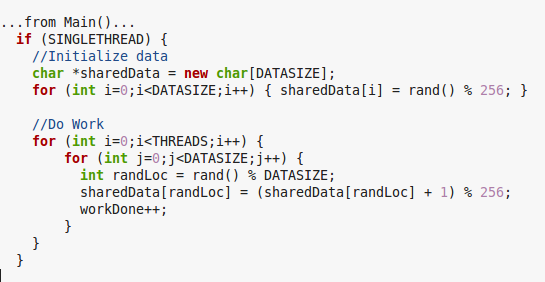 ...from Main()...
if (SINGLETHREAD) {
//Initialize data
char *sharedData = new char[DATASIZE];
for (int i=0;i<DATASIZE;i++) { sharedData[i] = rand() % 256; }
//Do Work
for (int i=0;i<THREADS;i++) {
for (int j=0;j<DATASIZE;j++) {
int randLoc = rand() % DATASIZE;
sharedData[randLoc] = (sharedData[randLoc] + 1) % 256;
workDone++;
}
}
}